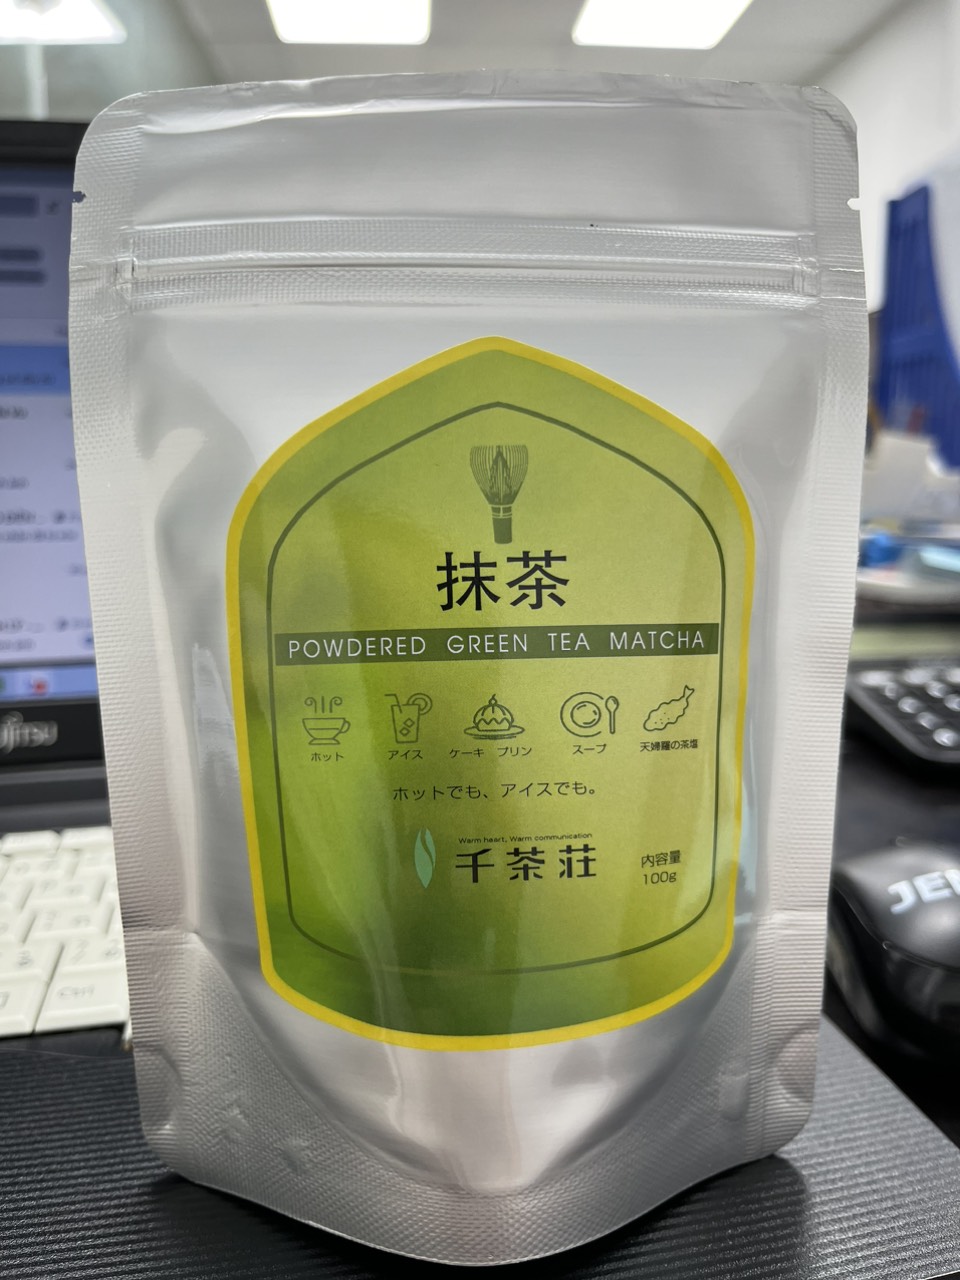 抹茶
POWDERED GREEN TEA MATCHA
ホット
アイス
ケーキ プリン
スープ
天婦羅の茶塩
ホットでも、アイスでも。
Warm heart, Warm communication
千茶荘
内容量
100g
FUJITSU
Ctrl